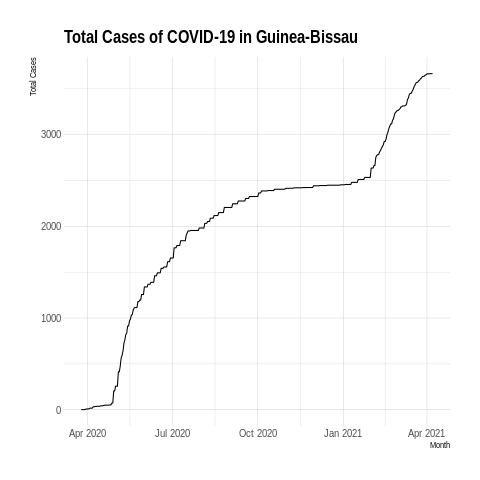 Total Cases of COVID-19 in Guinea-Bissau
Total Cases
3000
2000
1000
0
Apr 2020 Jul 2020 Oct 2020 Jan 2021 Apr 2021
Month